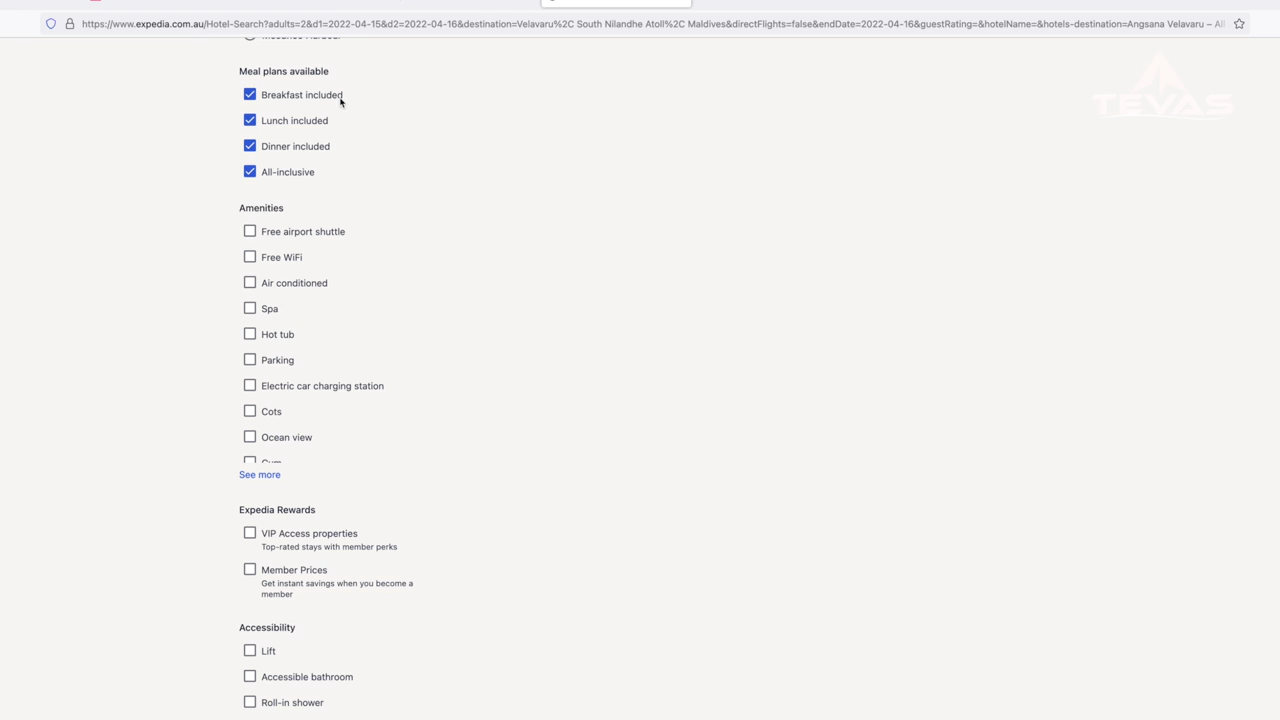 https://www.expedia.com.au/Hotel-Search?adults=2&d1=2022-04-15&d2=2022-04-16&destination=Velavaru%2C South Nilandhe Atoll%2C Maldives&directFlights=false&endDate=2022-04-16&guestRating=&hotelName=&hotels-destination=Angsana Velavaru – Al
TEVAS
Meal plans available
Breakfast included
Lunch included
Dinner included
All-inclusive
Amenities
Free airport shuttle
Free WiFi
Air conditioned
Spa
Hot tub
Parking
Electric car charging station
Cots
Ocean view
See more
Expedia Rewards
VIP Access properties
Top-rated stays with member perks
Member Prices
Get instant savings when you become a
member
Accessibility
Lift
Accessible bathroom
Roll-in shower